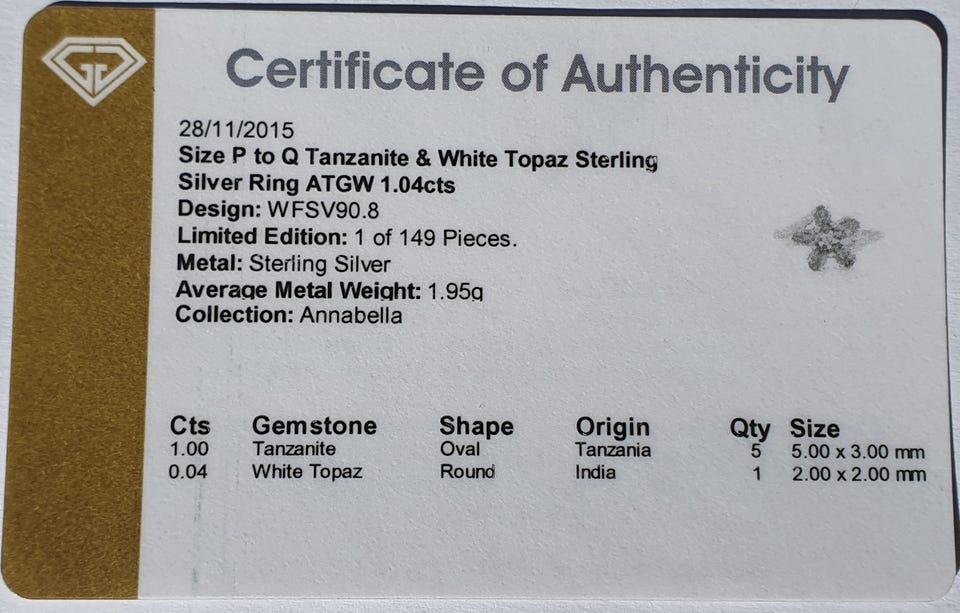 Certificate of Authenticity
28/11/2015
Size P to Q Tanzanite & White Topaz Sterling
Silver Ring ATGW 1.04cts
Design: WFSV90.8
Limited Edition: 1 of 149 Pieces.
Metal: Sterling Silver
Average Metal Weight: 1.95g
Collection: Annabella
Cts Gemstone Shape Origin Qty Size
1.00 Tanzanite Oval Tanzania 5 5.00 x 3.00 mm
0.04 White Topaz Round India 1 2.00 x 2.00 mm